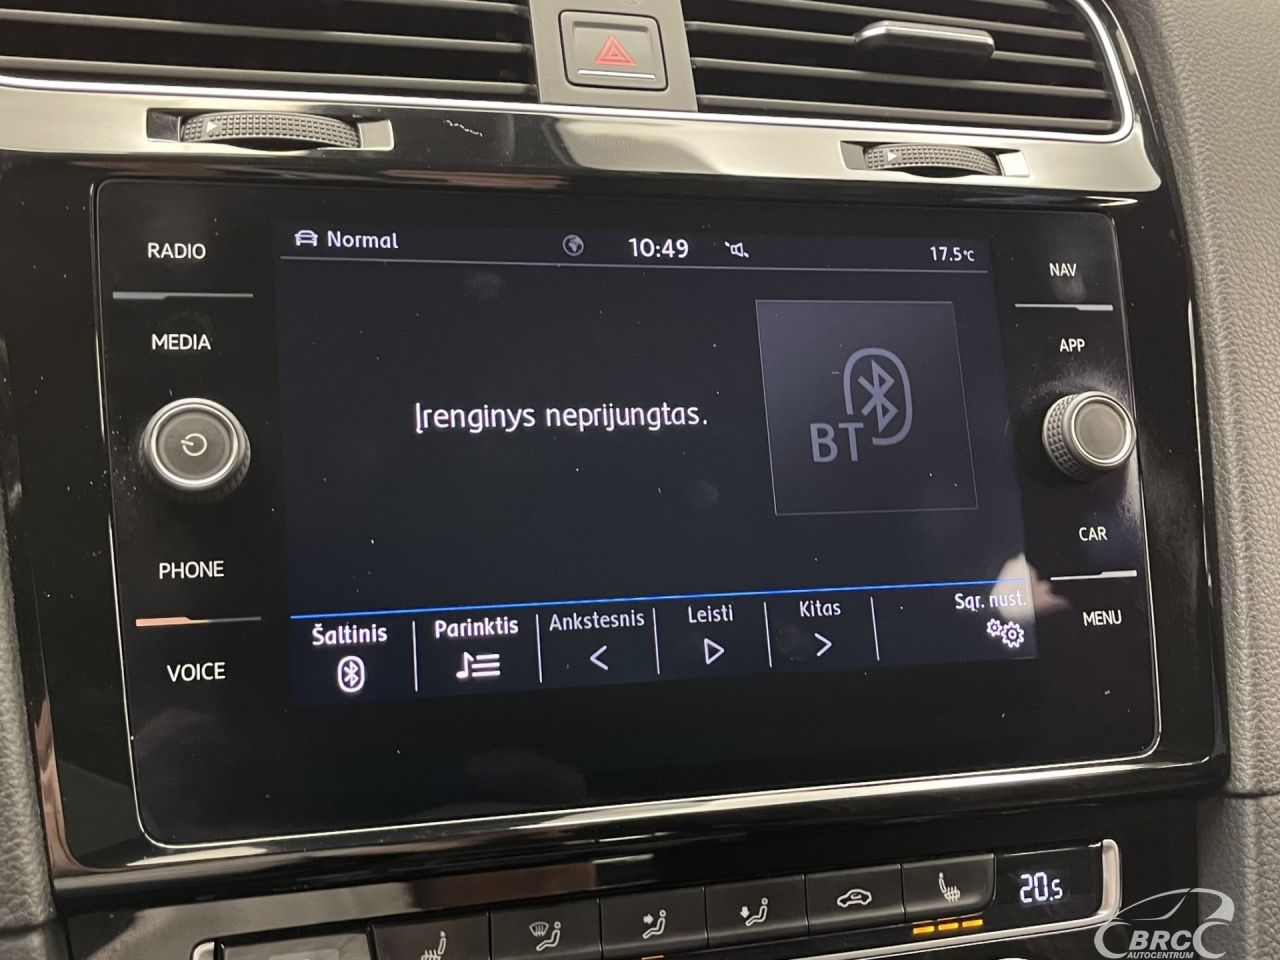 RADIO
MEDIA
PHONE
VOICE
Normal
10:49
17.5°C
Įrenginys neprijungtas.
BT
Šaltinis
Parinktis
Ankstesnis
Leisti
Kitas
Sąr. nust.
NAV
APP
CAR
MENU
20.5
BRC
AUTOCENTRUM